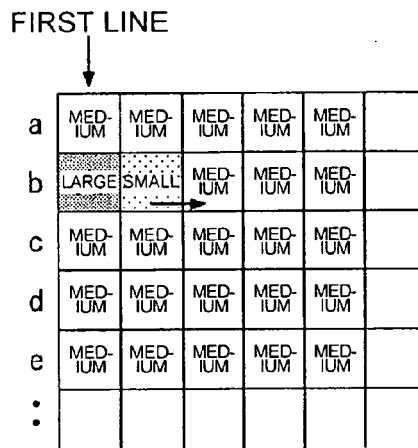 FIRST LINE
a MED-IUM MED-IUM MED-IUM MED-IUM MED-IUM
b LARGE SMALL MED-IUM MED-IUM MED-IUM
c MED-IUM MED-IUM MED-IUM MED-IUM MED-IUM
d MED-IUM MED-IUM MED-IUM MED-IUM MED-IUM
e MED-IUM MED-IUM MED-IUM MED-IUM MED-IUM